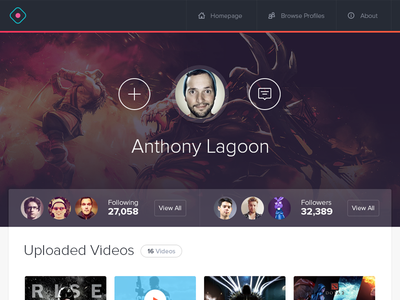 Homepage
Browse Profiles
About
Anthony Lagoon
Following
27,058
View All
Followers
32,389
View All
Uploaded Videos
16 Videos
RISE